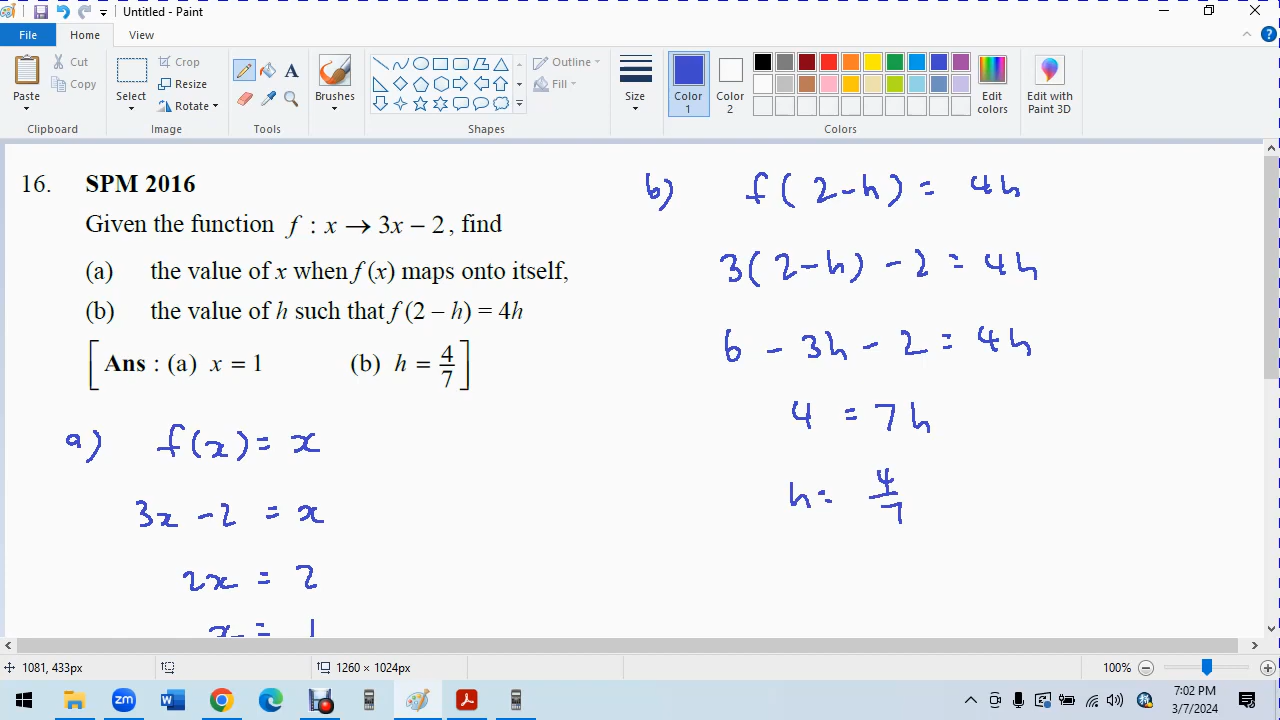 Untitled - Paint
File Home View
Paste
Cut
Copy
Clipboard
Select
Crop
Resize
Rotate
Image
Tools
Brushes
Outline
Fill
Shapes
Size
Color 1
Color 2
Edit colors
Colors
Edit with Paint 3D
16. SPM 2016
Given the function f : x → 3x − 2, find
(a) the value of x when f (x) maps onto itself,
(b) the value of h such that f (2 – h) = 4h
[Ans : (a) x = 1 (b) h = 4/7]
a) f(x) = x
3x - 2 = x
2x = 2
x = 1
b) f(2-h) = 4h
3(2-h) - 2 = 4h
6 - 3h - 2 = 4h
4 = 7h
h = 4/7
1081, 433px
1260 × 1024px
100%
zm
W
7:02 PM
3/7/2024